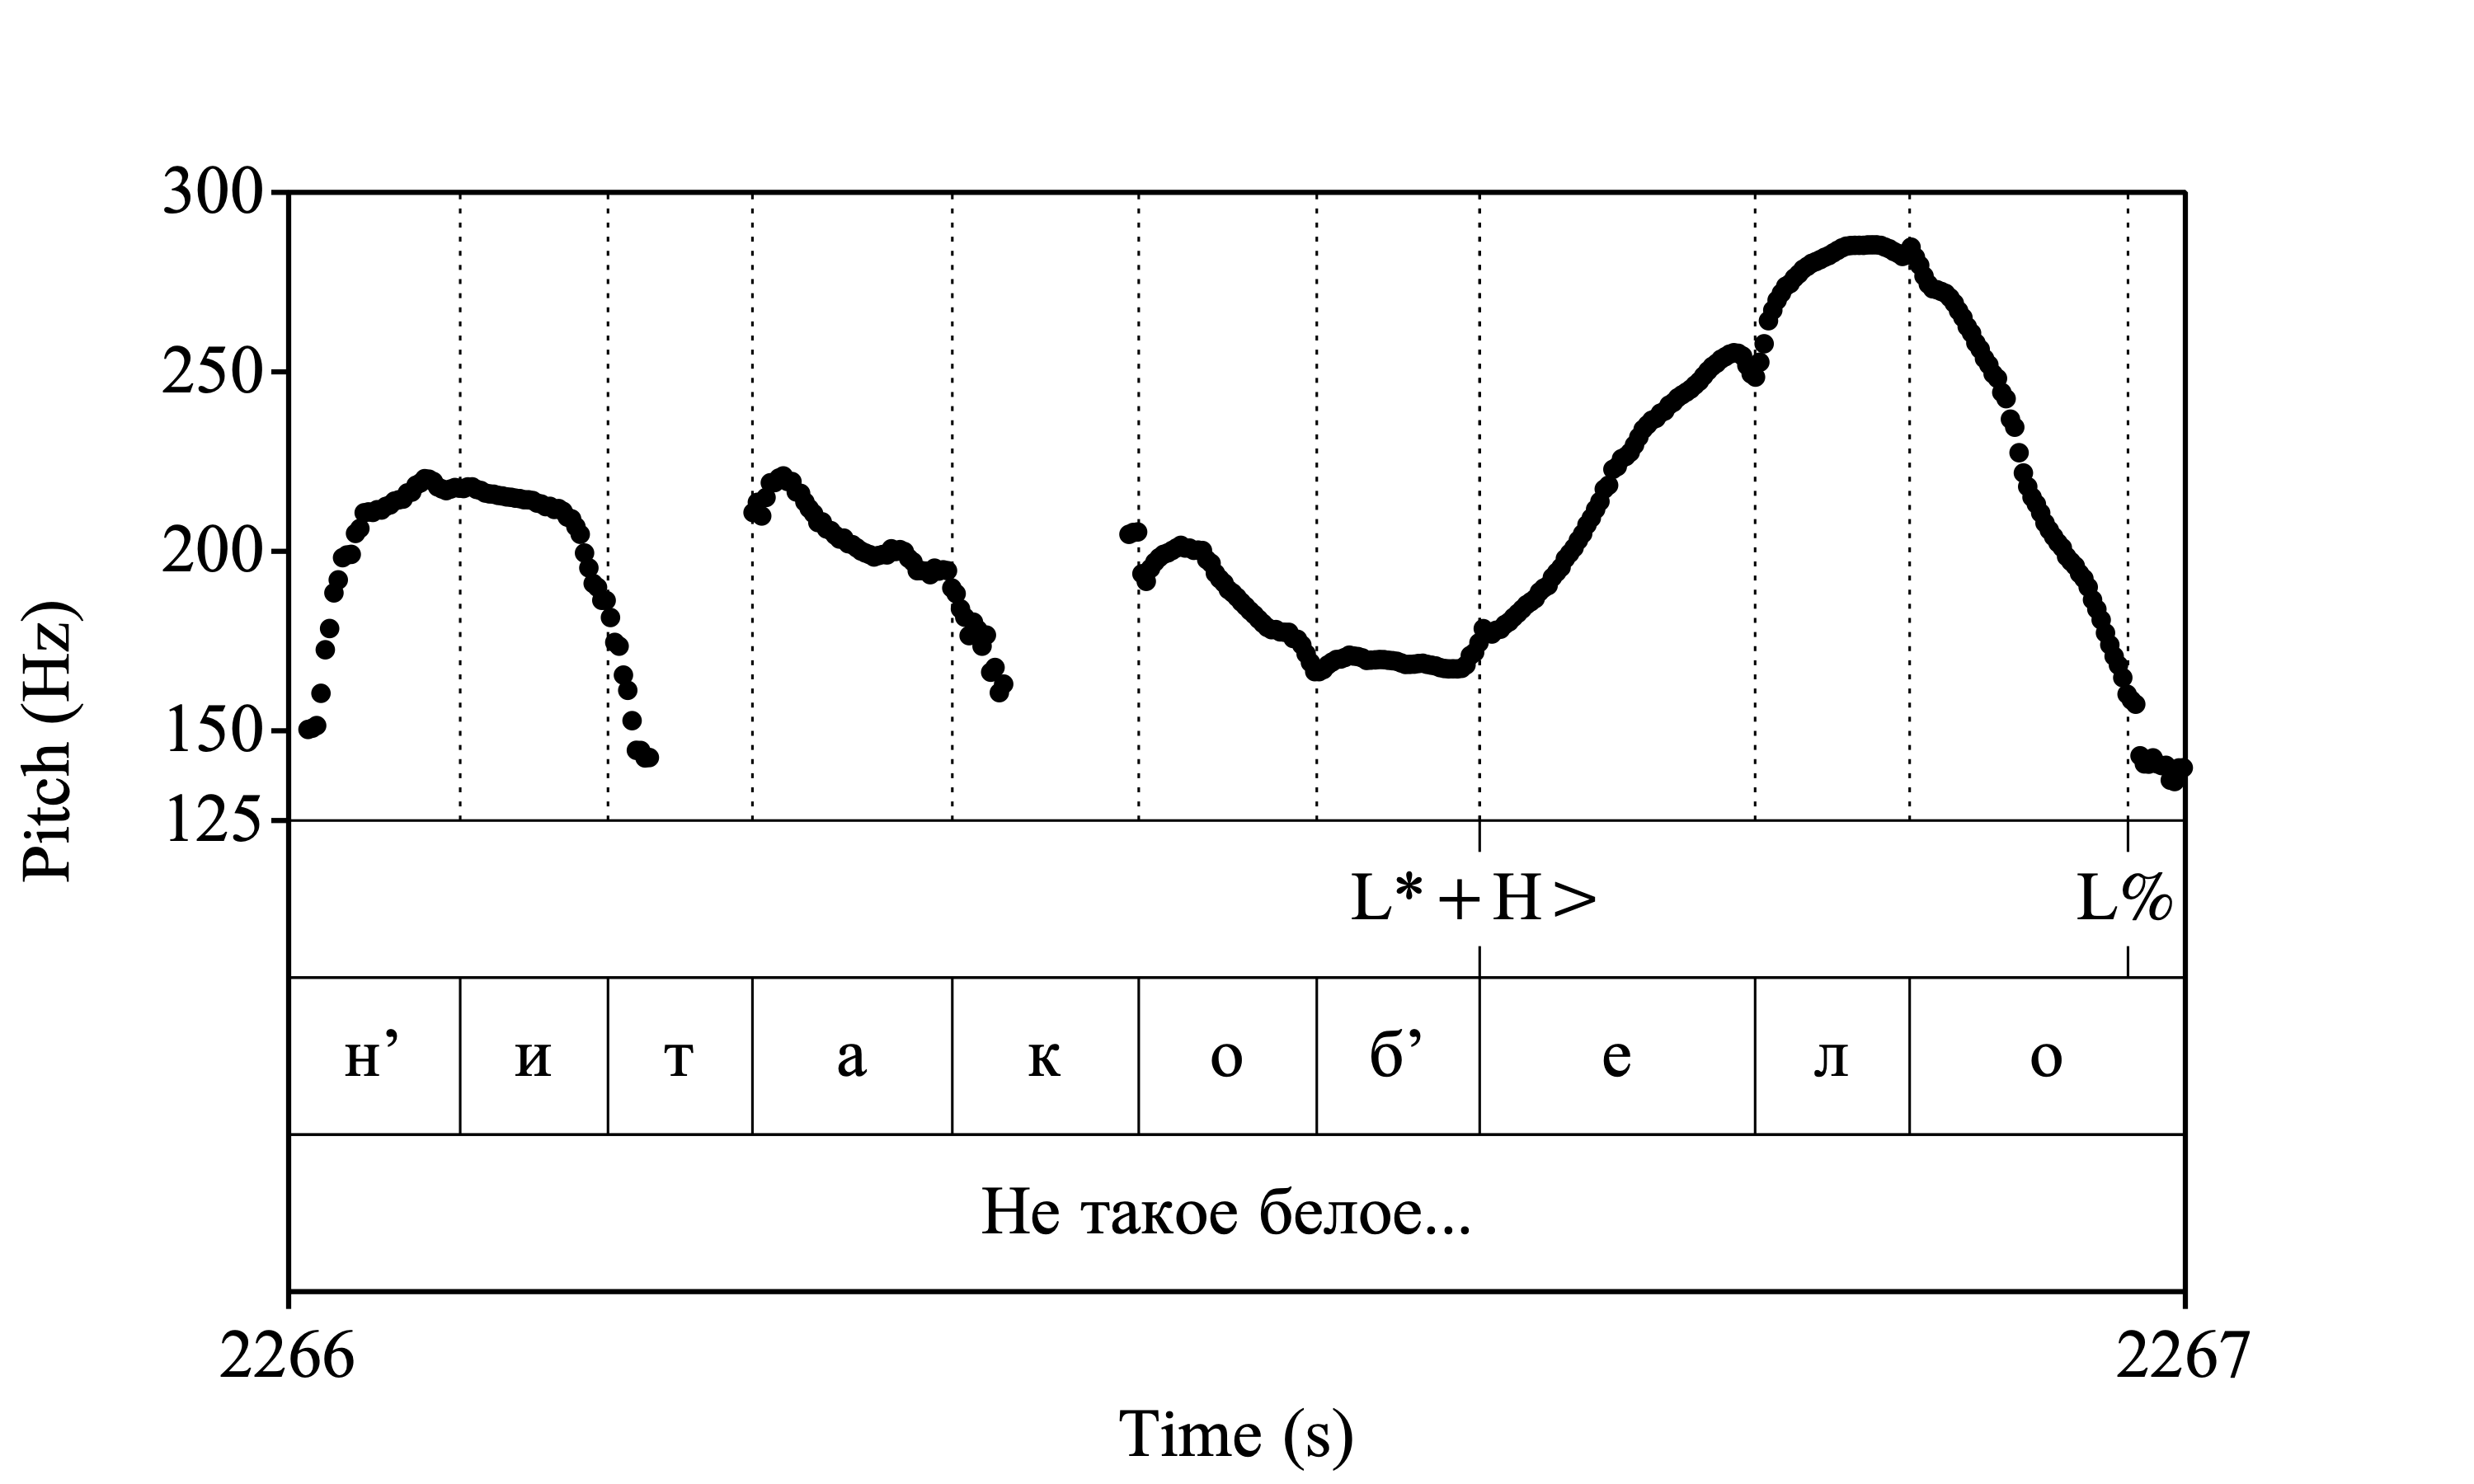 300
250
200
150
125
Pitch (Hz)
L*+H> L%
н’ и т а к о б’ е л о
Не такое белое...
2266 2267
Time (s)